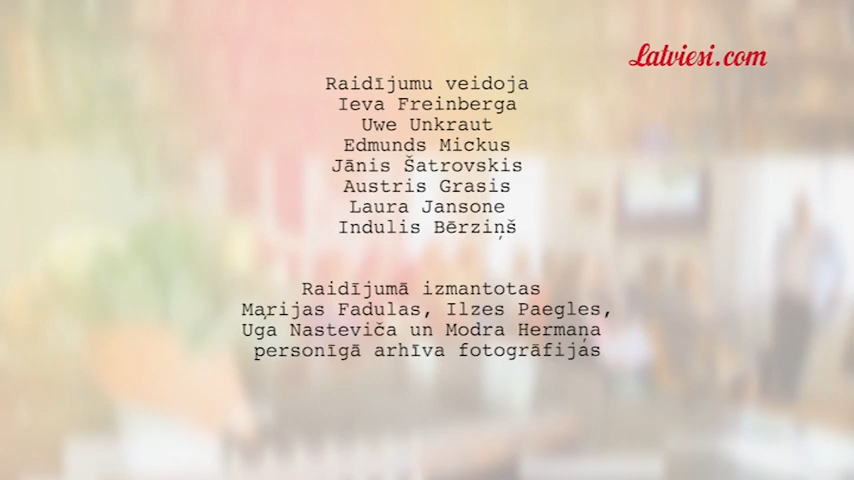 Latviesi.com
Raidījumu veidoja
Ieva Freinberga
Uwe Unkraut
Edmunds Mickus
Jānis Šatrovskis
Austris Grasis
Laura Jansone
Indulis Bērziņš
Raidījumā izmantotas
Marijas Fadulas, Ilzes Paegles,
Uga Nasteviča un Modra Hermaņa
personīgā arhīva fotogrāfijas